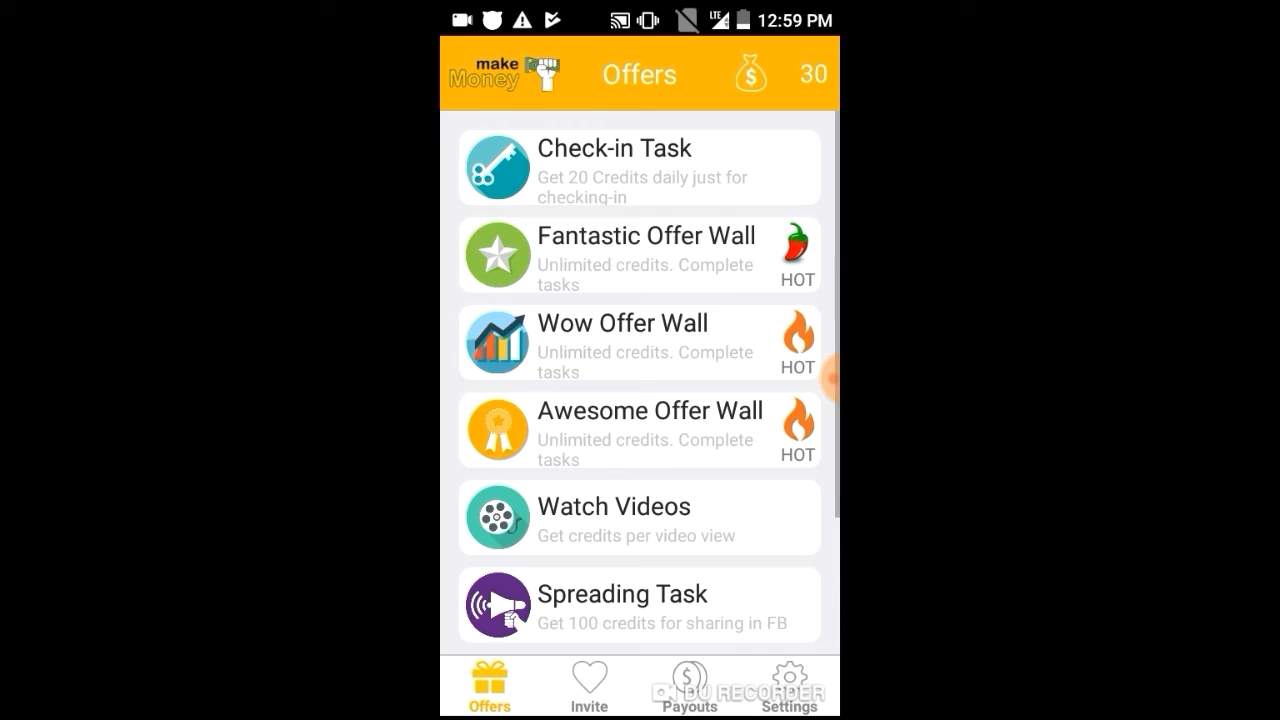 LTE 12:59 PM
make
Money
Offers
30
Check-in Task
Get 20 Credits daily just for
checking-in
Fantastic Offer Wall
Unlimited credits. Complete
tasks
HOT
Wow Offer Wall
Unlimited credits. Complete
tasks
HOT
Awesome Offer Wall
Unlimited credits. Complete
tasks
HOT
Watch Videos
Get credits per video view
Spreading Task
Get 100 credits for sharing in FB
DU RECORDER
Offers
Invite
Payouts
Settings